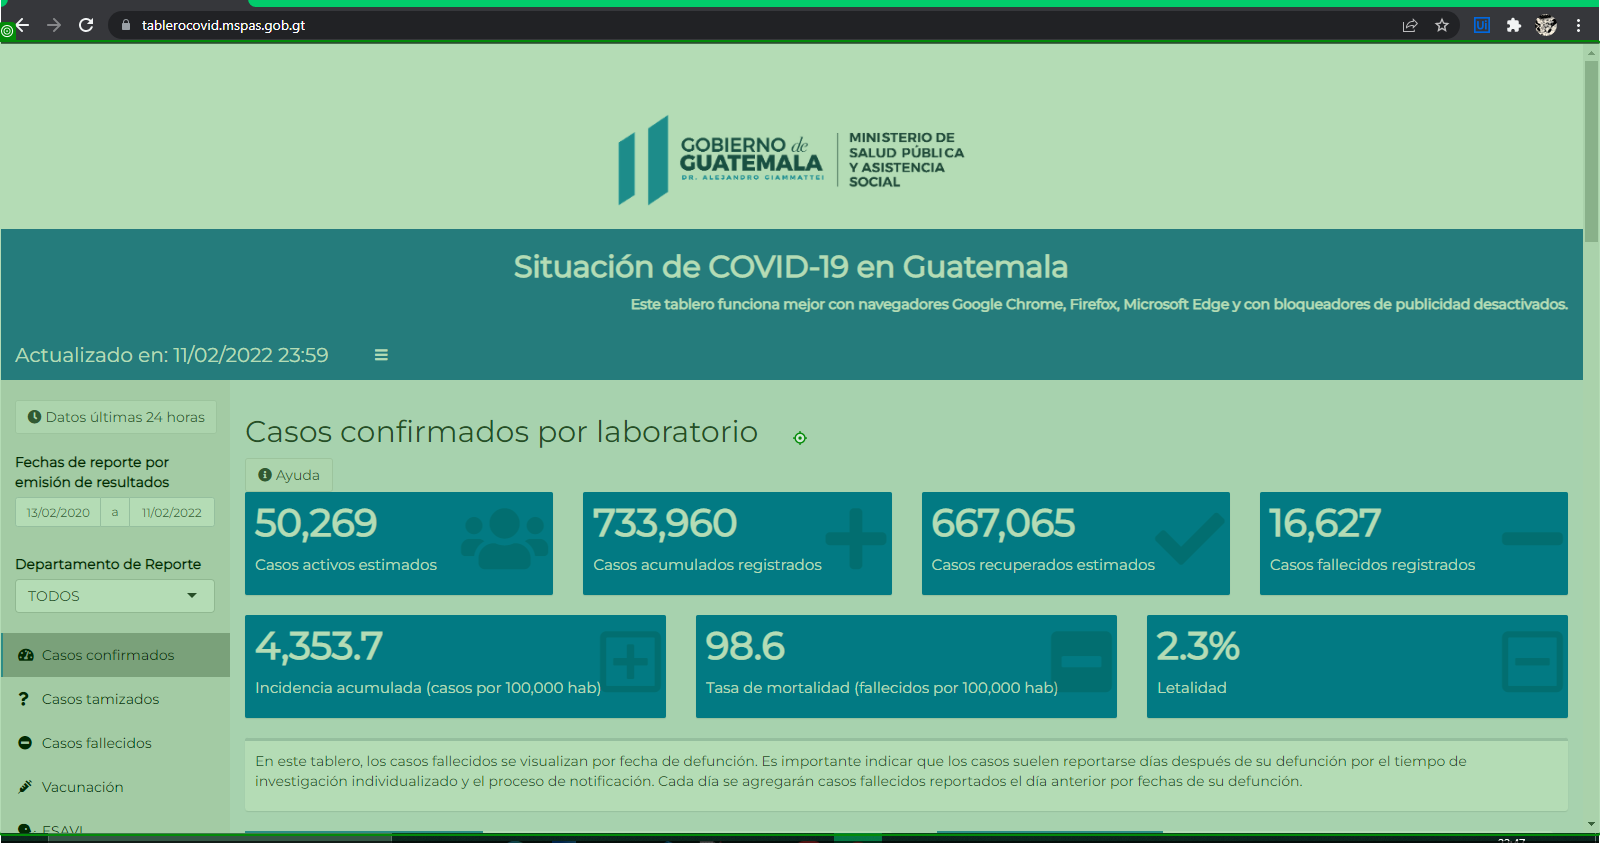 tablerocovid.mspas.gob.gt
Ui
GOBIERNO de
GUATEMALA
DR. ALEJANDRO GIAMMATTEI
MINISTERIO DE
SALUD PÚBLICA
Y ASISTENCIA
SOCIAL
Situación de COVID-19 en Guatemala
Este tablero funciona mejor con navegadores Google Chrome, Firefox, Microsoft Edge y con bloqueadores de publicidad desactivados.
Actualizado en: 11/02/2022 23:59
Datos últimas 24 horas
Fechas de reporte por
emisión de resultados
13/02/2020 a 11/02/2022
Departamento de Reporte
TODOS
Casos confirmados
Casos tamizados
Casos fallecidos
Vacunación
ESAVI
Casos confirmados por laboratorio
Ayuda
50,269
Casos activos estimados
733,960
Casos acumulados registrados
667,065
Casos recuperados estimados
16,627
Casos fallecidos registrados
4,353.7
Incidencia acumulada (casos por 100,000 hab)
98.6
Tasa de mortalidad (fallecidos por 100,000 hab)
2.3%
Letalidad
En este tablero, los casos fallecidos se visualizan por fecha de defunción. Es importante indicar que los casos suelen reportarse días después de su defunción por el tiempo de
investigación individualizado y el proceso de notificación. Cada día se agregarán casos fallecidos reportados el día anterior por fechas de su defunción.